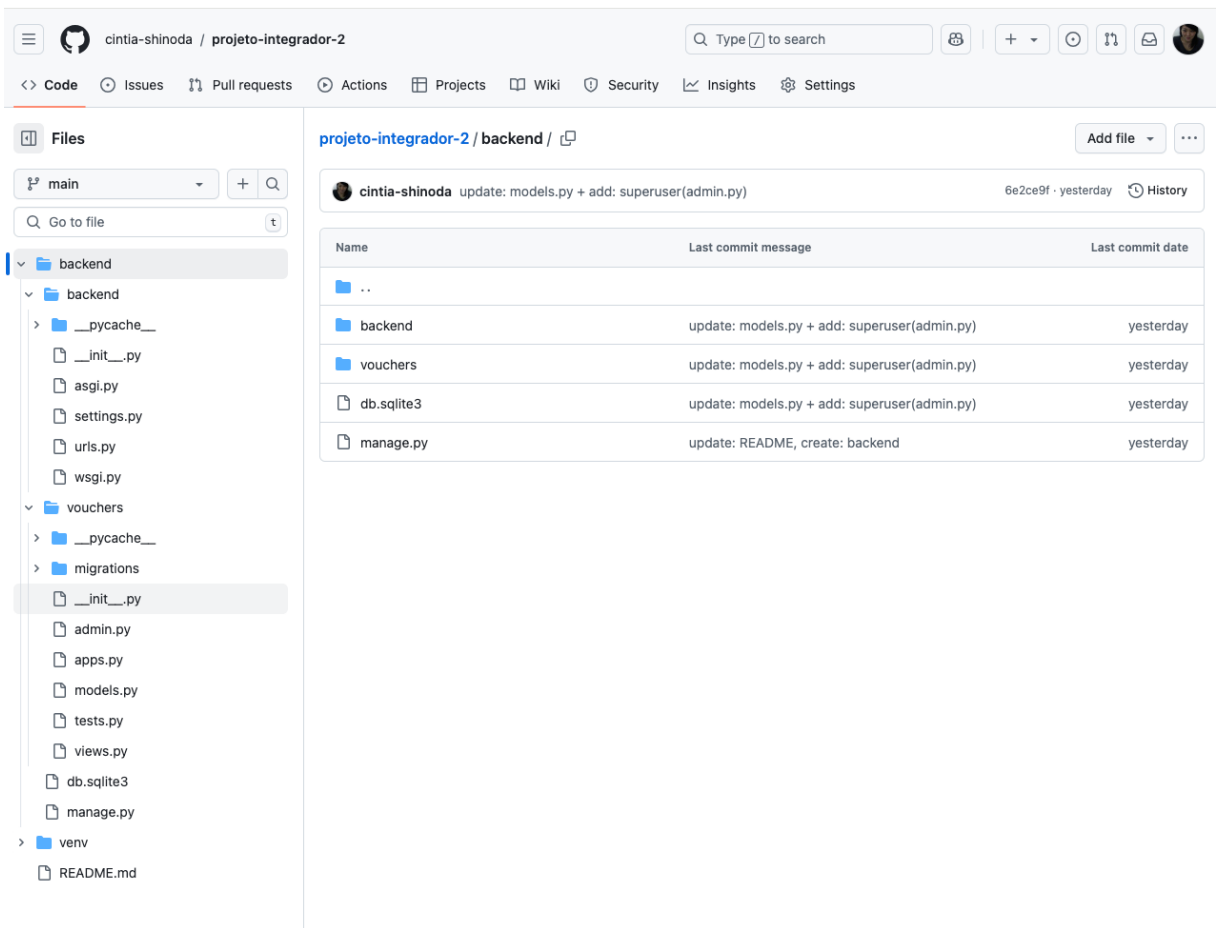 cintia-shinoda / projeto-integrador-2
Type / to search
Code
Issues
Pull requests
Actions
Projects
Wiki
Security
Insights
Settings
Files
main
Go to file
t
backend
backend
__pycache__
__init__.py
asgi.py
settings.py
urls.py
wsgi.py
vouchers
__pycache__
migrations
__init__.py
admin.py
apps.py
models.py
tests.py
views.py
db.sqlite3
manage.py
venv
README.md
projeto-integrador-2 / backend /
Add file
cintia-shinoda update: models.py + add: superuser(admin.py) 6e2ce9f · yesterday History
Name Last commit message Last commit date
..
backend update: models.py + add: superuser(admin.py) yesterday
vouchers update: models.py + add: superuser(admin.py) yesterday
db.sqlite3 update: models.py + add: superuser(admin.py) yesterday
manage.py update: README, create: backend yesterday